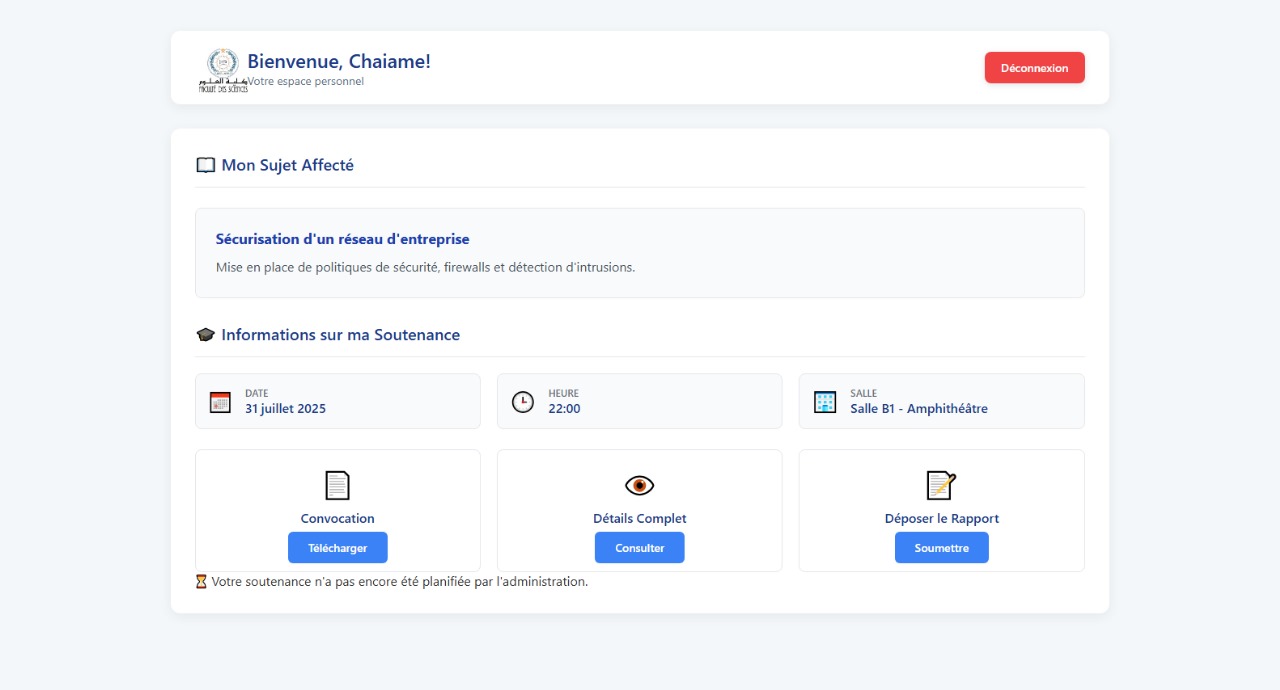 Bienvenue, Chaiame!
Votre espace personnel
كلية العلوم
FACULTÉ DES SCIENCES
Déconnexion
Mon Sujet Affecté
Sécurisation d'un réseau d'entreprise
Mise en place de politiques de sécurité, firewalls et détection d'intrusions.
Informations sur ma Soutenance
DATE
31 juillet 2025
HEURE
22:00
SALLE
Salle B1 - Amphithéâtre
Convocation
Télécharger
Détails Complet
Consulter
Déposer le Rapport
Soumettre
Votre soutenance n'a pas encore été planifiée par l'administration.